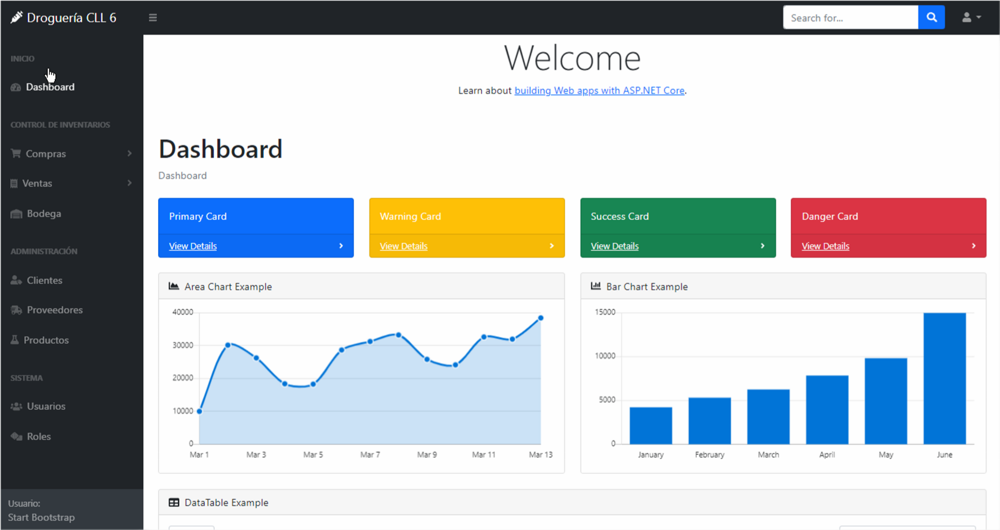 Droguería CLL 6
Search for...
INICIO
Dashboard
CONTROL DE INVENTARIOS
Compras
Ventas
Bodega
ADMINISTRACIÓN
Clientes
Proveedores
Productos
SISTEMA
Usuarios
Roles
Usuario:
Start Bootstrap
Welcome
Learn about building Web apps with ASP.NET Core.
Dashboard
Dashboard
Primary Card
View Details
Warning Card
View Details
Success Card
View Details
Danger Card
View Details
Area Chart Example
40000
30000
20000
10000
0
Mar 1 Mar 3 Mar 5 Mar 7 Mar 9 Mar 11 Mar 13
Bar Chart Example
15000
10000
5000
0
January February March April May June
DataTable Example